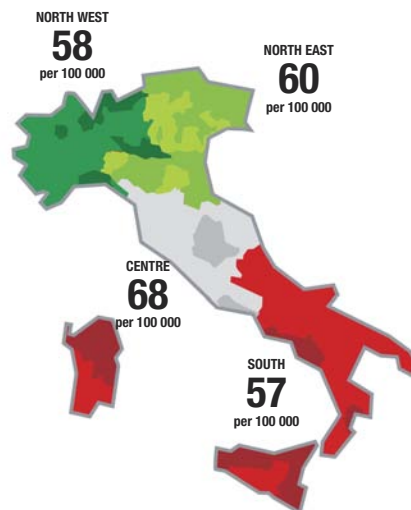 NORTH WEST
58
per 100 000
NORTH EAST
60
per 100 000
CENTRE
68
per 100 000
SOUTH
57
per 100 000